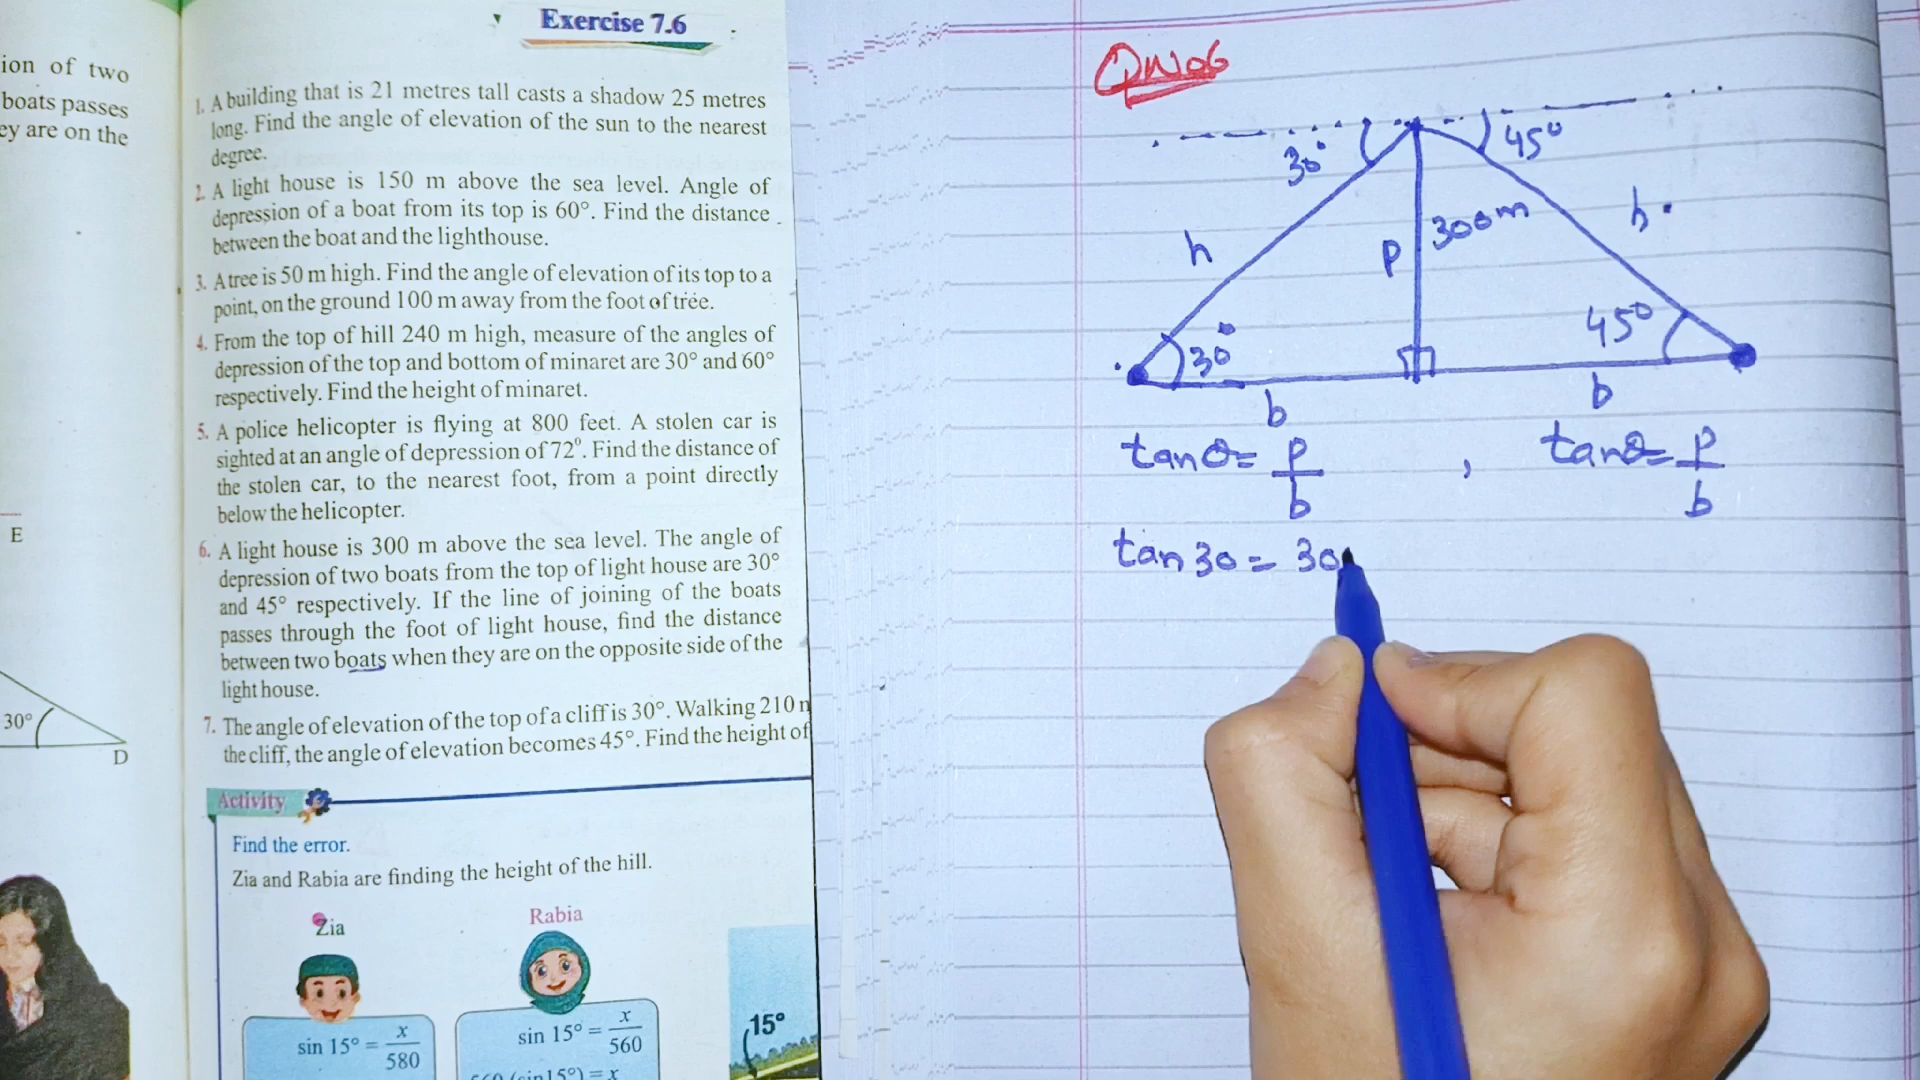 ion of two
boats passes
ey are on the
E
30°
D
Exercise 7.6
1. A building that is 21 metres tall casts a shadow 25 metres
long. Find the angle of elevation of the sun to the nearest
degree.
2. A light house is 150 m above the sea level. Angle of
depression of a boat from its top is 60°. Find the distance
between the boat and the lighthouse.
3. A tree is 50 m high. Find the angle of elevation of its top to a
point, on the ground 100 m away from the foot of tree.
4. From the top of hill 240 m high, measure of the angles of
depression of the top and bottom of minaret are 30° and 60°
respectively. Find the height of minaret.
5. A police helicopter is flying at 800 feet. A stolen car is
sighted at an angle of depression of 72°. Find the distance of
the stolen car, to the nearest foot, from a point directly
below the helicopter.
6. A light house is 300 m above the sea level. The angle of
depression of two boats from the top of light house are 30°
and 45° respectively. If the line of joining of the boats
passes through the foot of light house, find the distance
between two boats when they are on the opposite side of the
light house.
7. The angle of elevation of the top of a cliff is 30°. Walking 210
the cliff, the angle of elevation becomes 45°. Find the height of
Activity
Find the error.
Zia and Rabia are finding the height of the hill.
Zia
Rabia
sin 15° = x/580
sin 15° = x/560
560 (sin15°) = x
15°
QNo6
30° 45°
h P 300m h
30° 45°
b b
tanθ = P/b , tanθ = P/b
tan 30 = 300